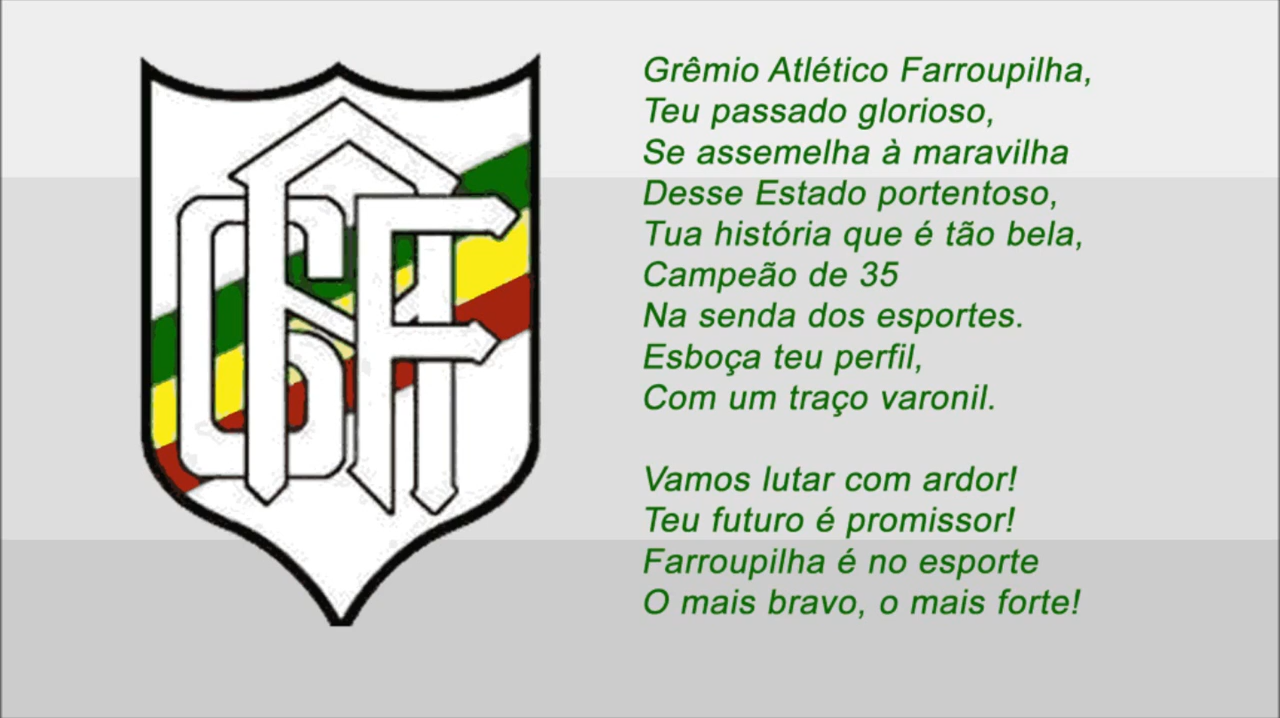 GAF
Grêmio Atlético Farroupilha,
Teu passado glorioso,
Se assemelha à maravilha
Desse Estado portentoso,
Tua história que é tão bela,
Campeão de 35
Na senda dos esportes.
Esboça teu perfil,
Com um traço varonil.
Vamos lutar com ardor!
Teu futuro é promissor!
Farroupilha é no esporte
O mais bravo, o mais forte!